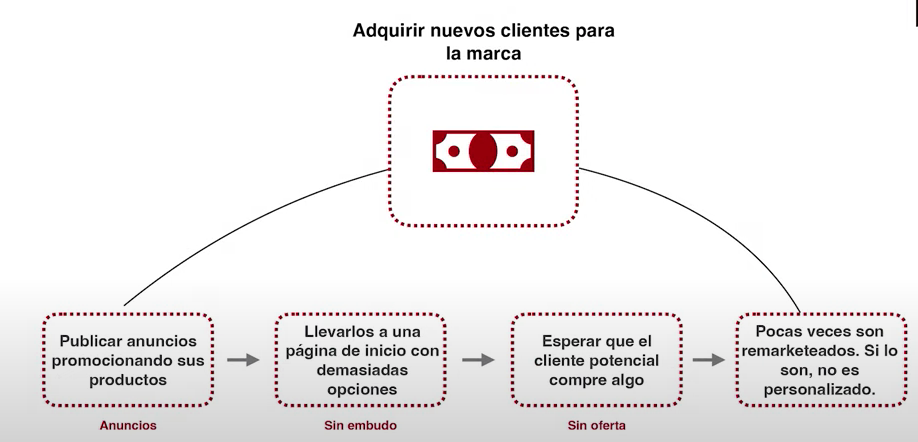 Adquirir nuevos clientes para
la marca
Publicar anuncios
promocionando sus
productos
Llevarlos a una
página de inicio con
demasiadas
opciones
Esperar que el
cliente potencial
compre algo
Pocas veces son
remarketeados. Si lo
son, no es
personalizado.
Anuncios
Sin embudo
Sin oferta